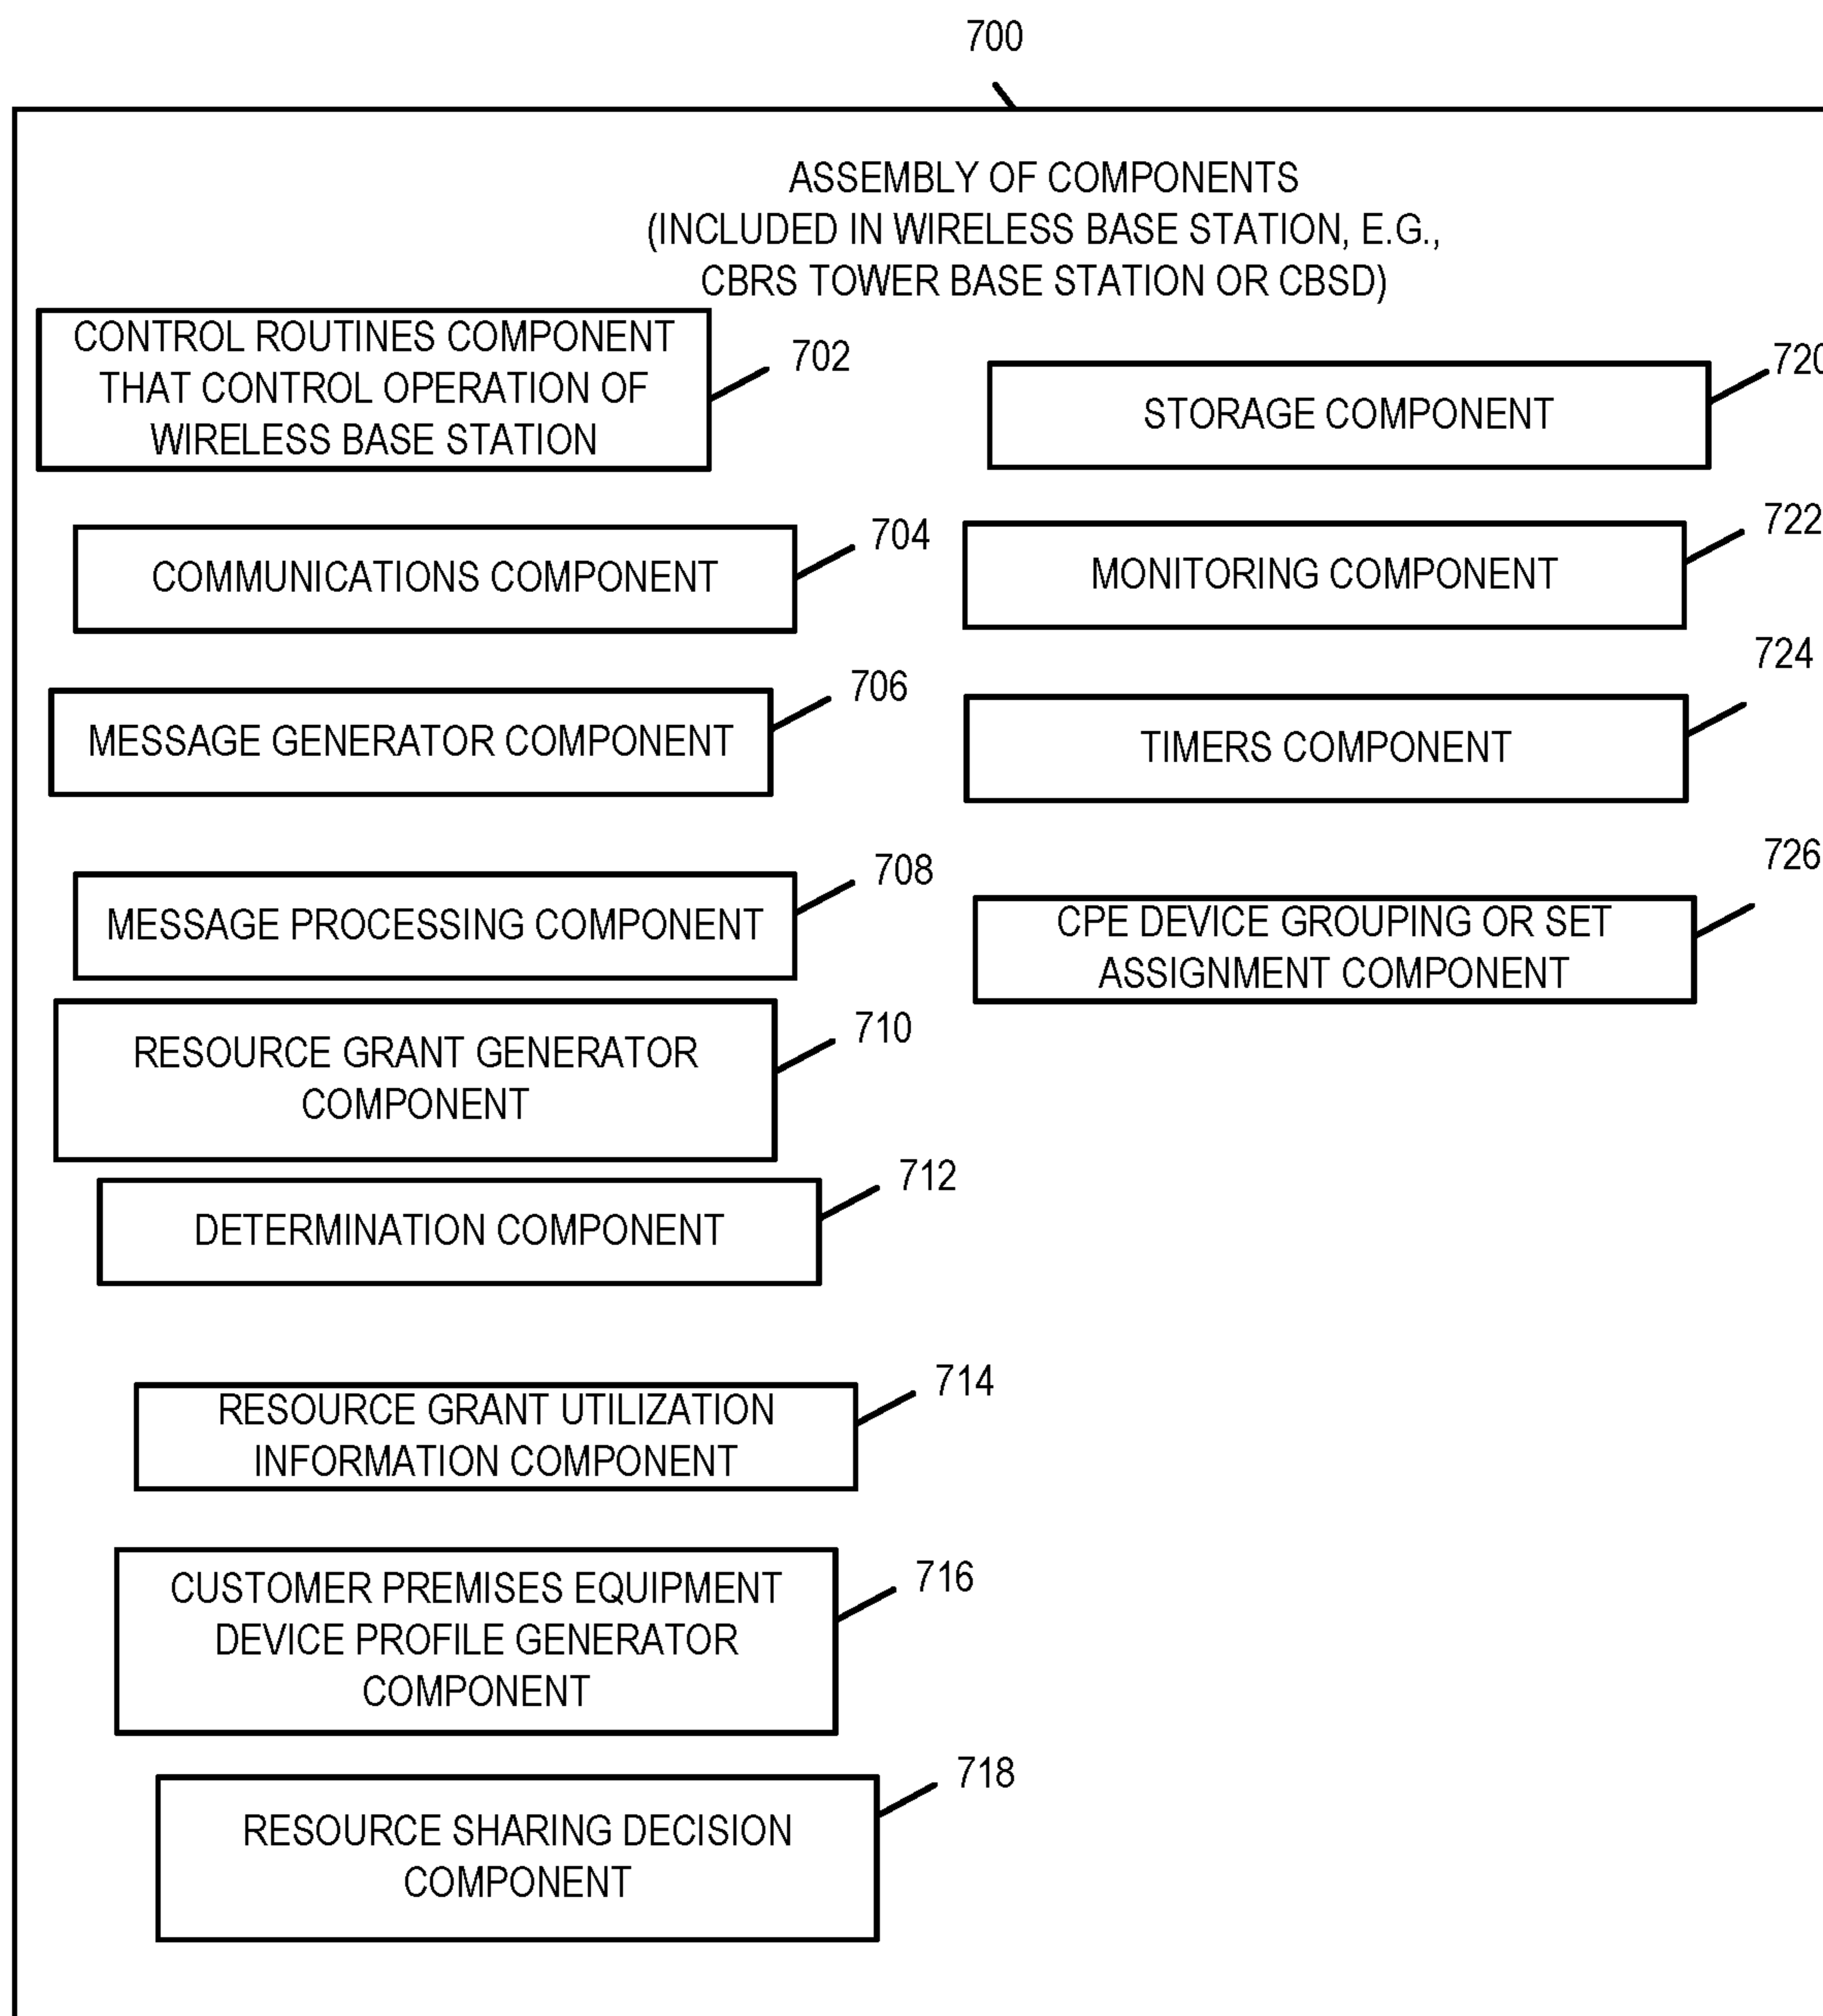 700
ASSEMBLY OF COMPONENTS
(INCLUDED IN WIRELESS BASE STATION, E.G.,
CBRS TOWER BASE STATION OR CBSD)
CONTROL ROUTINES COMPONENT
THAT CONTROL OPERATION OF
WIRELESS BASE STATION
702
COMMUNICATIONS COMPONENT
704
MESSAGE GENERATOR COMPONENT
706
MESSAGE PROCESSING COMPONENT
708
RESOURCE GRANT GENERATOR
COMPONENT
710
DETERMINATION COMPONENT
712
RESOURCE GRANT UTILIZATION
INFORMATION COMPONENT
714
CUSTOMER PREMISES EQUIPMENT
DEVICE PROFILE GENERATOR
COMPONENT
716
RESOURCE SHARING DECISION
COMPONENT
718
STORAGE COMPONENT
720
MONITORING COMPONENT
722
TIMERS COMPONENT
724
CPE DEVICE GROUPING OR SET
ASSIGNMENT COMPONENT
726